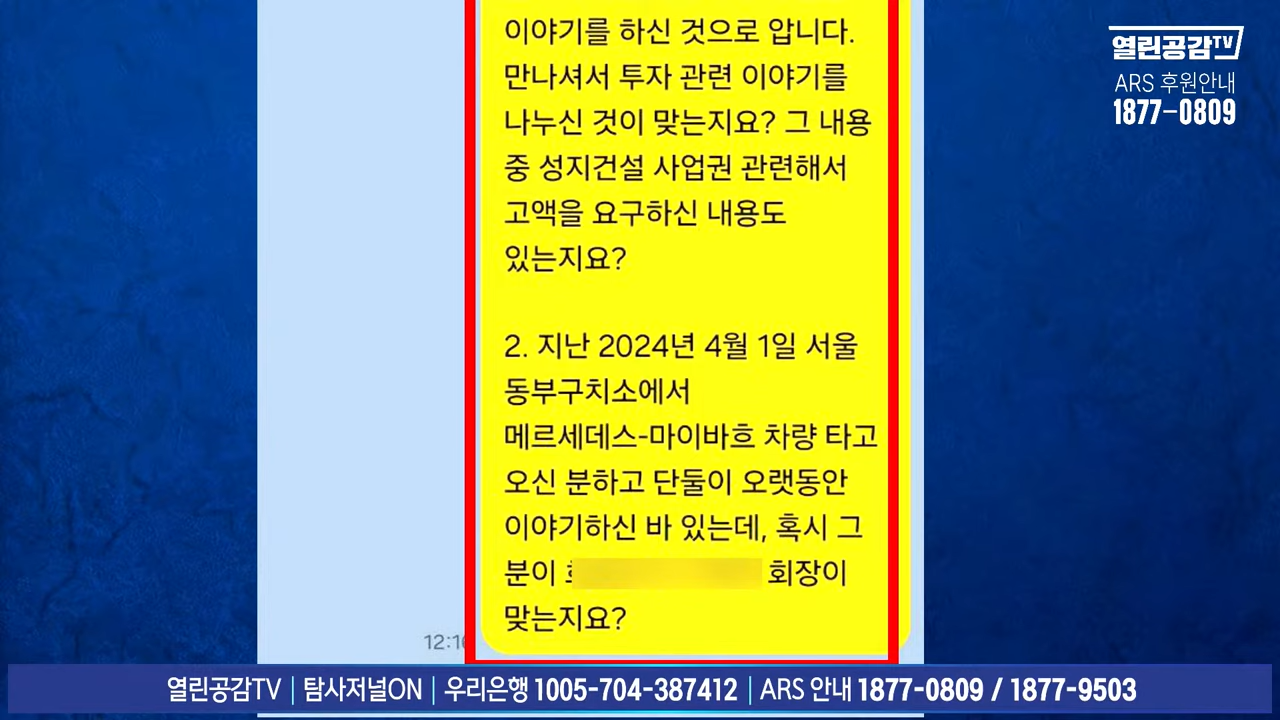 이야기를 하신 것으로 압니다.
만나셔서 투자 관련 이야기를
나누신 것이 맞는지요? 그 내용
중 성지건설 사업권 관련해서
고액을 요구하신 내용도
있는지요?
2. 지난 2024년 4월 1일 서울
동부구치소에서
메르세데스-마이바흐 차량 타고
오신 분하고 단둘이 오랫동안
이야기하신 바 있는데, 혹시 그
분이 회장이
맞는지요?
열린공감TV
ARS 후원안내
1877-0809
열린공감TV | 탐사저널ON | 우리은행 1005-704-387412 | ARS 안내 1877-0809 / 1877-9503